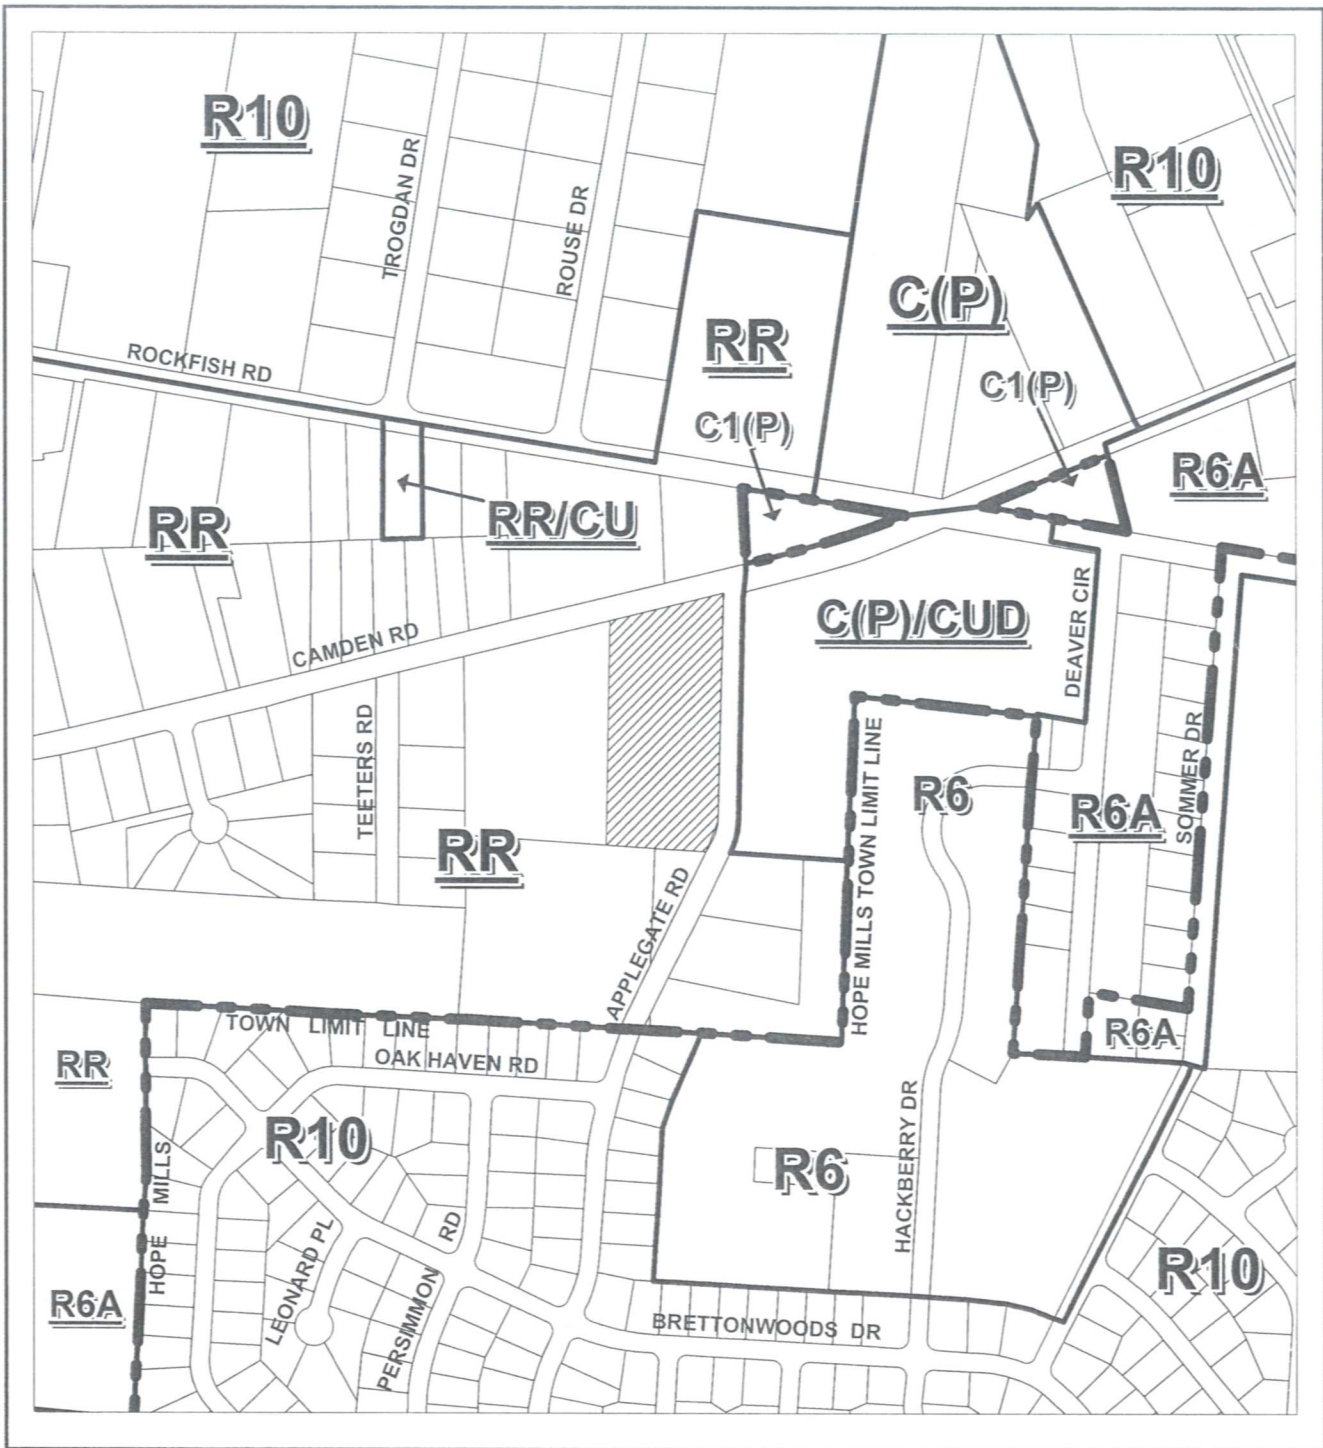 R10
TROGDAN DR
ROUSE DR
R10
C(P)
RR
C1(P)
C1(P)
ROCKFISH RD
R6A
RR
RR/CU
C(P)/CUD
DEAVER CIR
CAMDEN RD
TEETERS RD
HOPE MILLS TOWN LIMIT LINE
SOMMER DR
R6
R6A
RR
APPLEGATE RD
TOWN LIMIT LINE
OAK HAVEN RD
R6A
RR
R10
HOPE MILLS
R6
HACKBERRY DR
LEONARD PL
PERSIMMON RD
R10
R6A
BRETTONWOODS DR